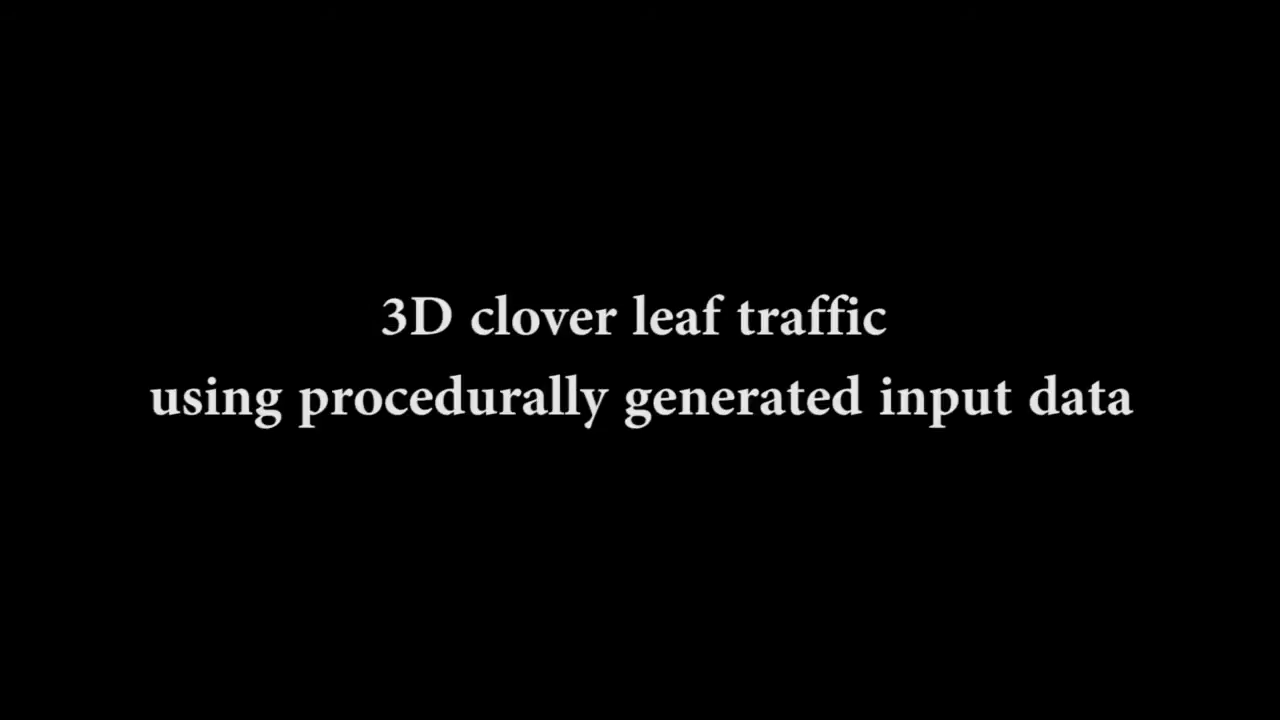 3D clover leaf traffic
using procedurally generated input data